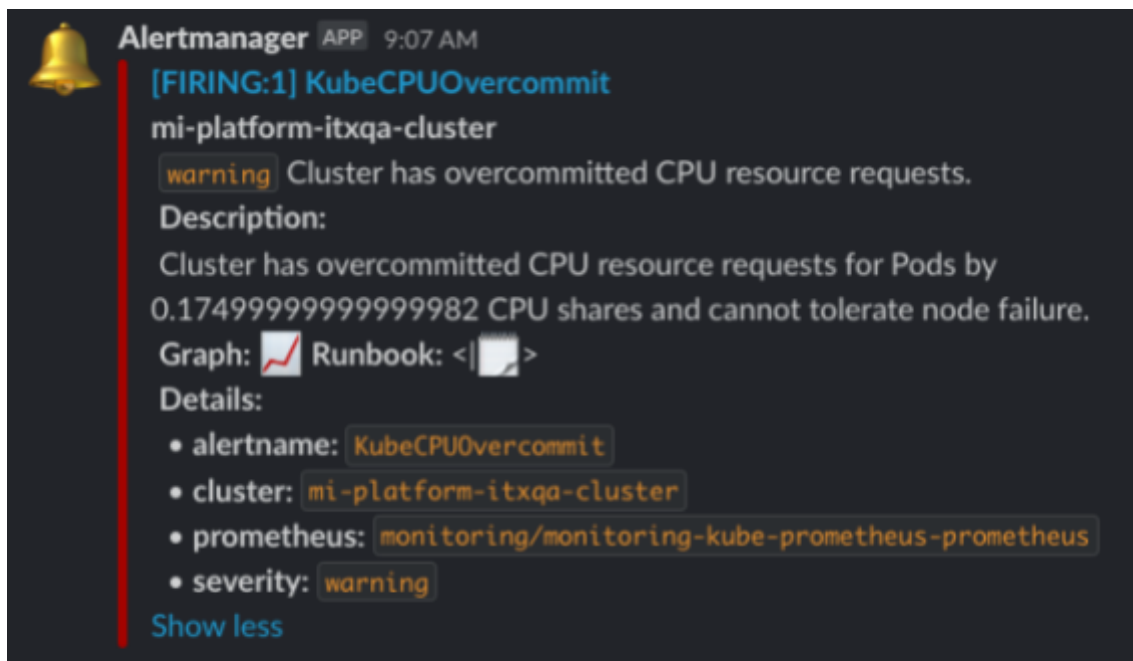 Alertmanager APP 9:07 AM
[FIRING:1] KubeCPUOvercommit
mi-platform-itxqa-cluster
warning Cluster has overcommitted CPU resource requests.
Description:
Cluster has overcommitted CPU resource requests for Pods by
0.17499999999999982 CPU shares and cannot tolerate node failure.
Graph: 📈 Runbook: <|🗒️>
Details:
• alertname: KubeCPUOvercommit
• cluster: mi-platform-itxqa-cluster
• prometheus: monitoring/monitoring-kube-prometheus-prometheus
• severity: warning
Show less